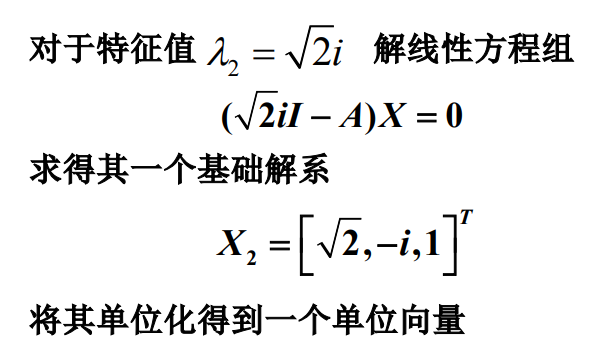 对于特征值 λ₂ = √2i 解线性方程组
(√2iI − A)X = 0
求得其一个基础解系
X₂ = [√2,−i,1]ᵀ
将其单位化得到一个单位向量